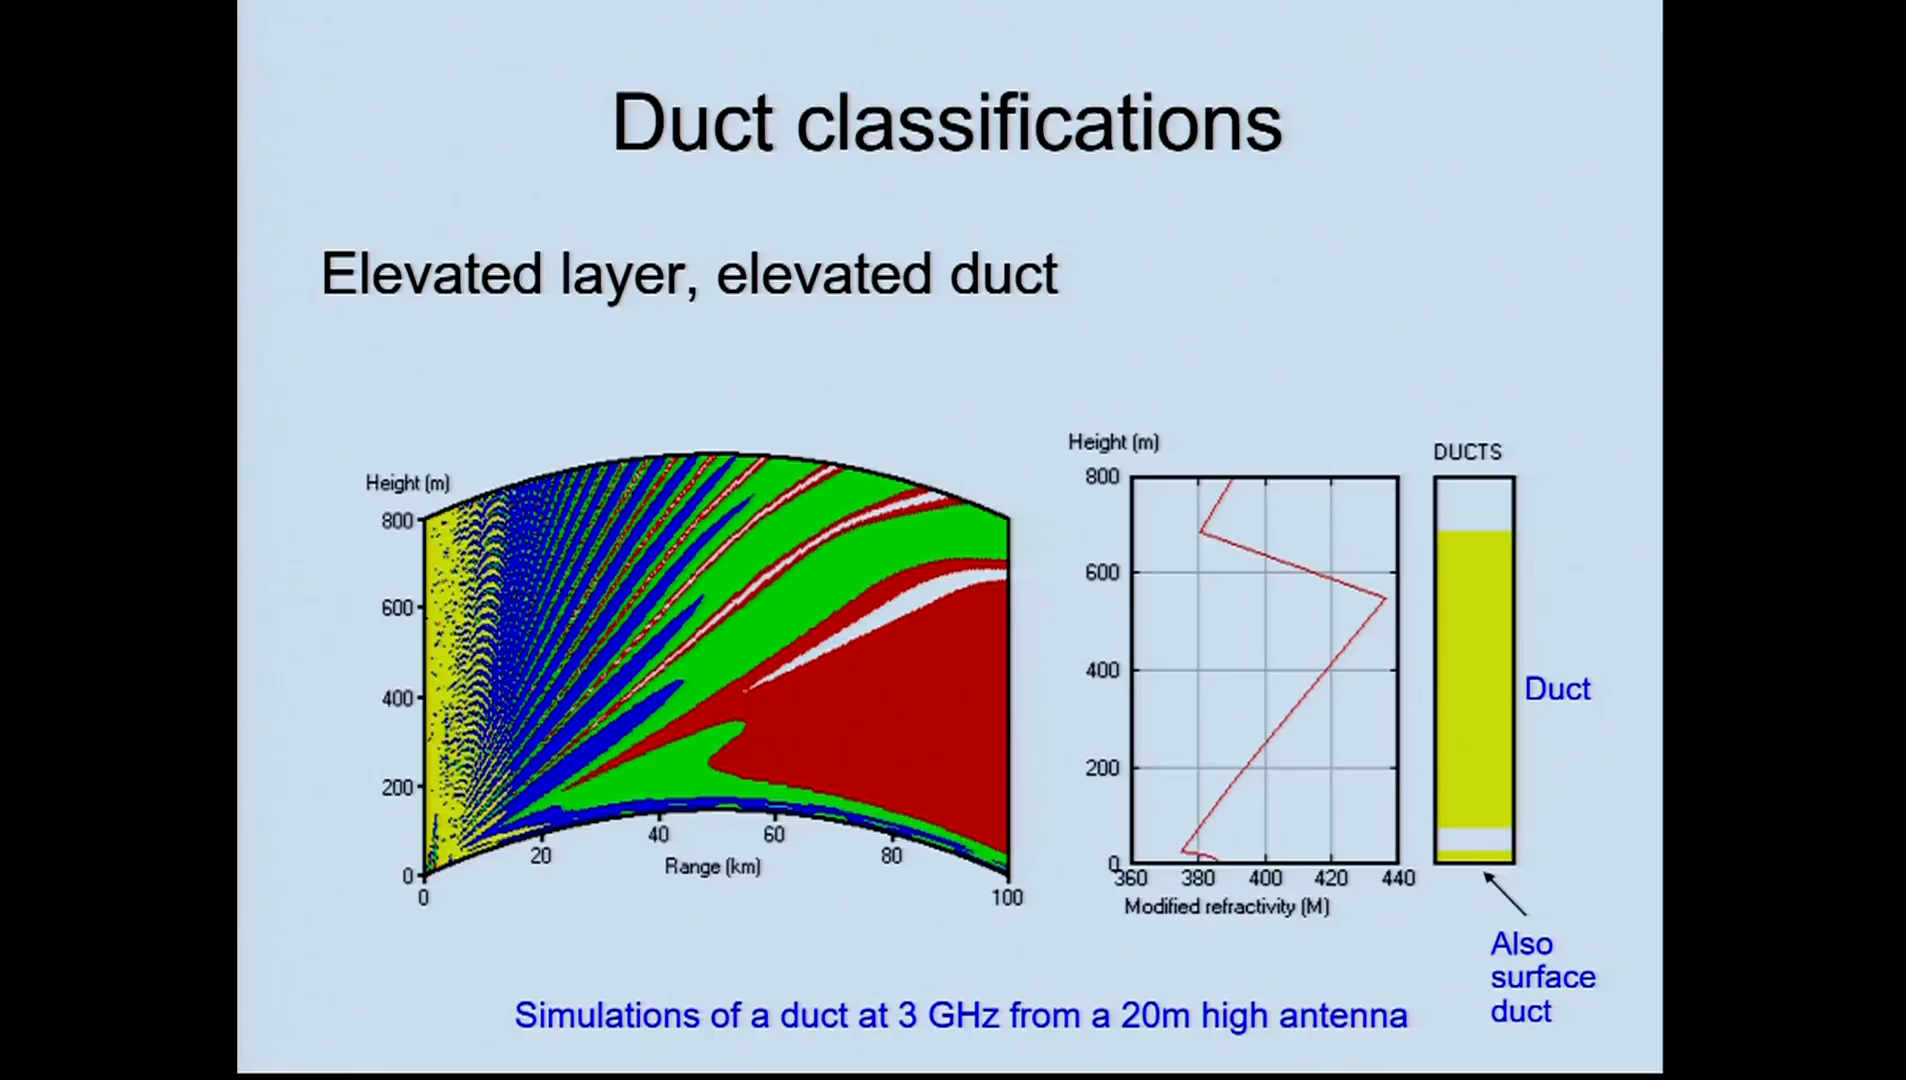 Duct classifications
Elevated layer, elevated duct
Height (m)
800
600
400
200
0
0
20
40
60
80
100
Range (km)
Height (m)
800
600
400
200
0
360 380 400 420 440
Modified refractivity (M)
DUCTS
Duct
Also
surface
duct
Simulations of a duct at 3 GHz from a 20m high antenna